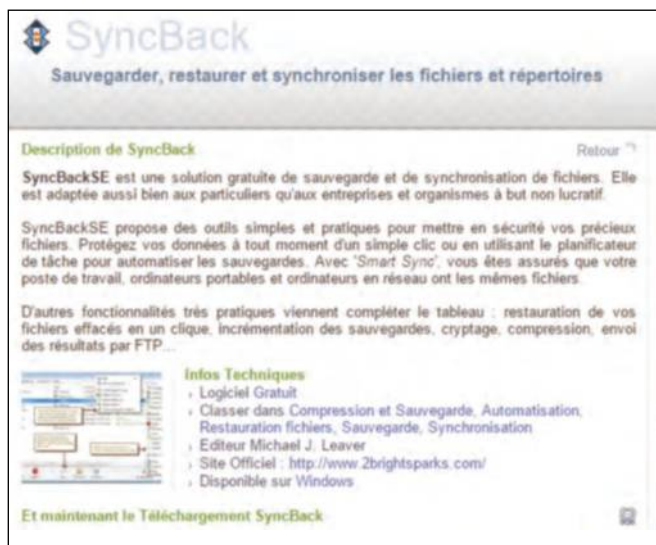 SyncBack
Sauvegarder, restaurer et synchroniser les fichiers et répertoires
Description de SyncBack
Retour
SyncBackSE est une solution gratuite de sauvegarde et de synchronisation de fichiers. Elle
est adaptée aussi bien aux particuliers qu'aux entreprises et organismes à but non lucratif.
SyncBackSE propose des outils simples et pratiques pour mettre en sécurité vos précieux
fichiers. Protégez vos données à tout moment d'un simple clic ou en utilisant le planificateur
de tâche pour automatiser les sauvegardes. Avec 'Smart Sync', vous êtes assurés que votre
poste de travail, ordinateurs portables et ordinateurs en réseau ont les mêmes fichiers.
D'autres fonctionnalités très pratiques viennent compléter le tableau : restauration de vos
fichiers effacés en un clique, incrémentation des sauvegardes, cryptage, compression, envoi
des résultats par FTP...
Infos Techniques
› Logiciel Gratuit
› Classer dans Compression et Sauvegarde, Automatisation,
Restauration fichiers, Sauvegarde, Synchronisation
› Editeur Michael J. Leaver
› Site Officiel : http://www.2brightsparks.com/
› Disponible sur Windows
Et maintenant le Téléchargement SyncBack